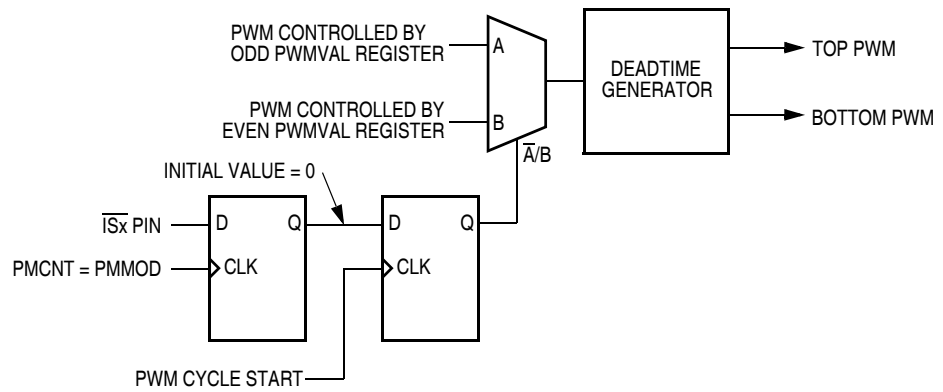 PWM CONTROLLED BY
ODD PWMVAL REGISTER
A
PWM CONTROLLED BY
EVEN PWMVAL REGISTER
B
A̅/B
DEADTIME
GENERATOR
TOP PWM
BOTTOM PWM
INITIAL VALUE = 0
I̅S̅x̅ PIN
D
Q
D
Q
PMCNT = PMMOD
CLK
CLK
PWM CYCLE START